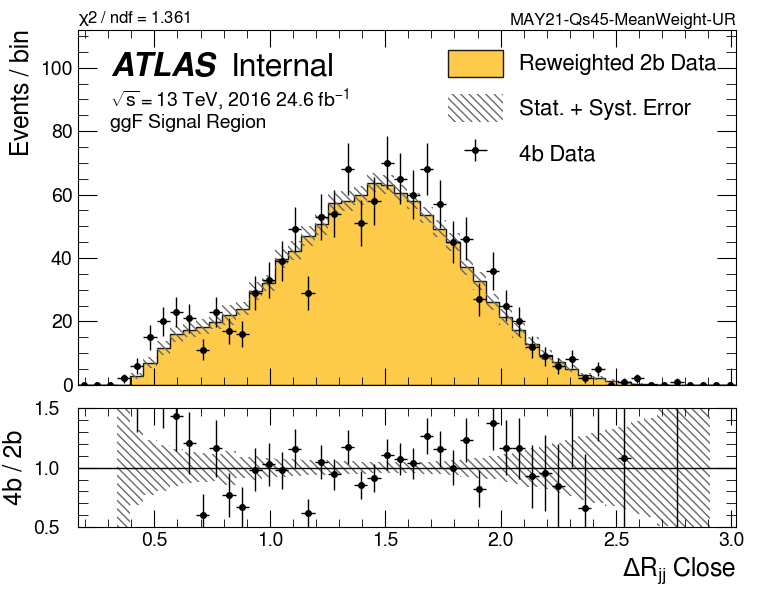 χ2 / ndf = 1.361
MAY21-Qs45-MeanWeight-UR
Events / bin
100
80
60
40
20
0
ATLAS Internal
√s = 13 TeV, 2016 24.6 fb⁻¹
ggF Signal Region
Reweighted 2b Data
Stat. + Syst. Error
4b Data
4b / 2b
1.5
1.0
0.5
0.5 1.0 1.5 2.0 2.5 3.0
ΔRjj Close